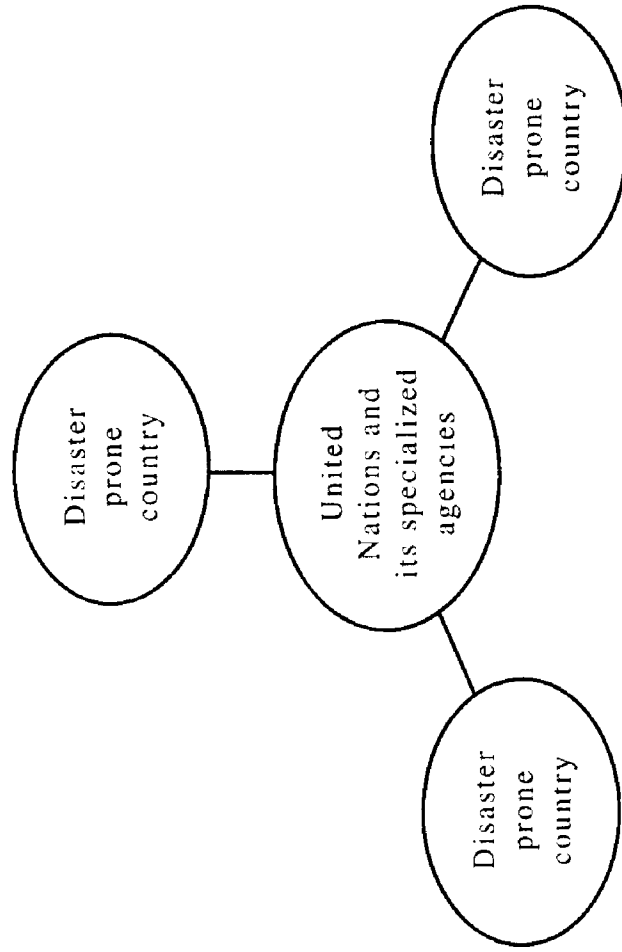 Disaster
prone
country
United
Nations and
its specialized
agencies
Disaster
prone
country
Disaster
prone
country